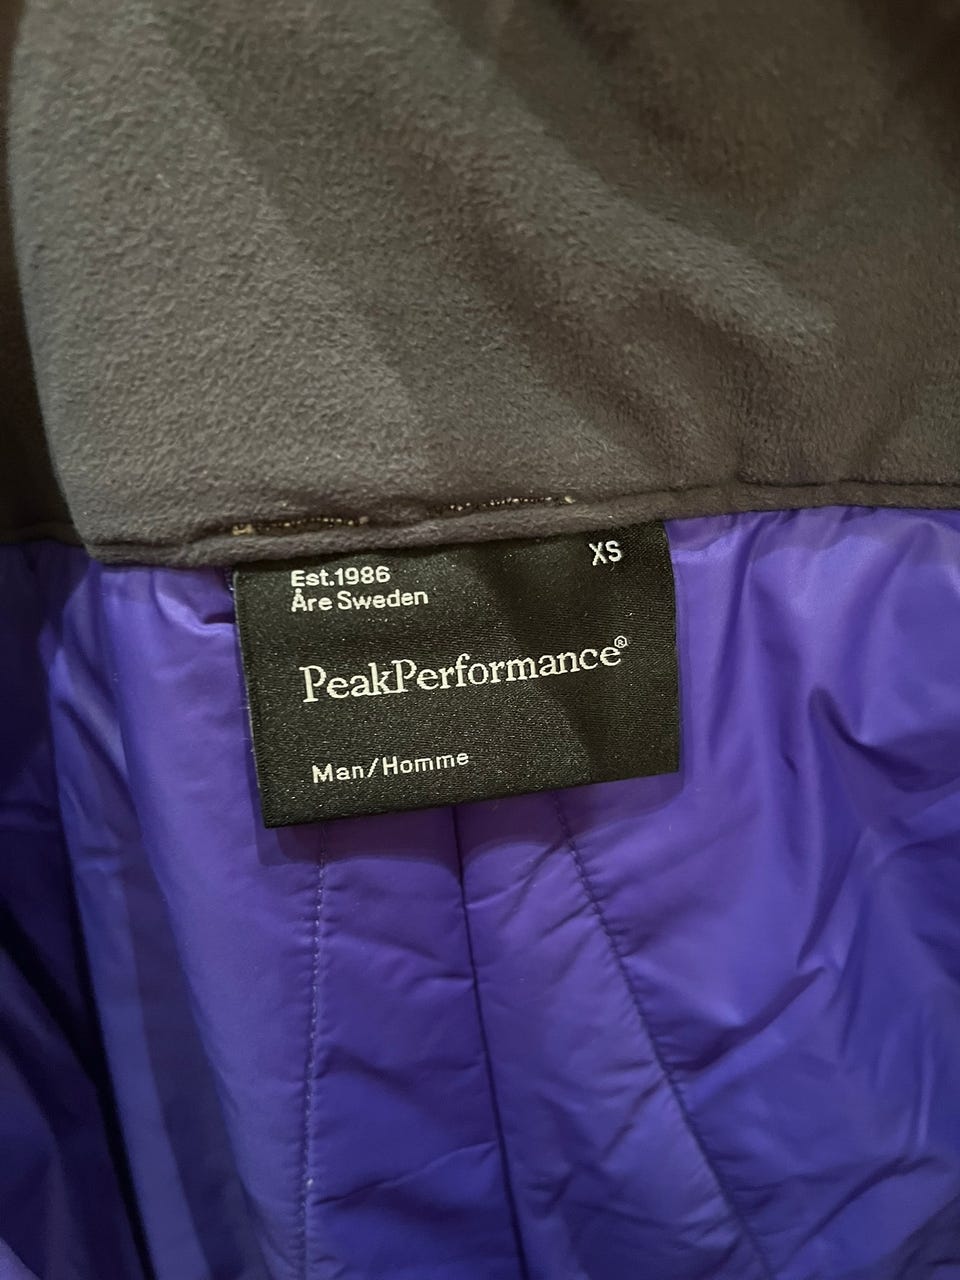 Est.1986
XS
Åre Sweden
PeakPerformance®
Man/Homme